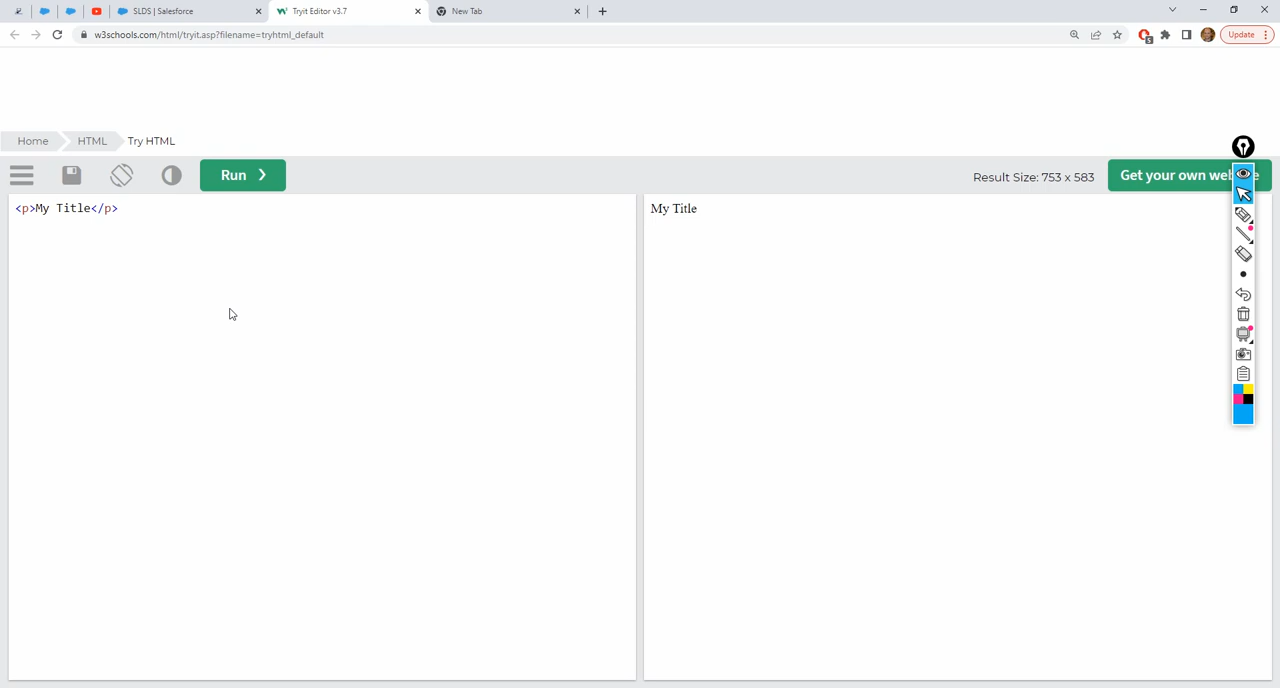 SLDS | Salesforce
Tryit Editor v3.7
New Tab
w3schools.com/html/tryit.asp?filename=tryhtml_default
5
Update
Home
HTML
Try HTML
Run ❯
Result Size: 753 x 583
Get your own we e
<p>My Title</p>
My Title